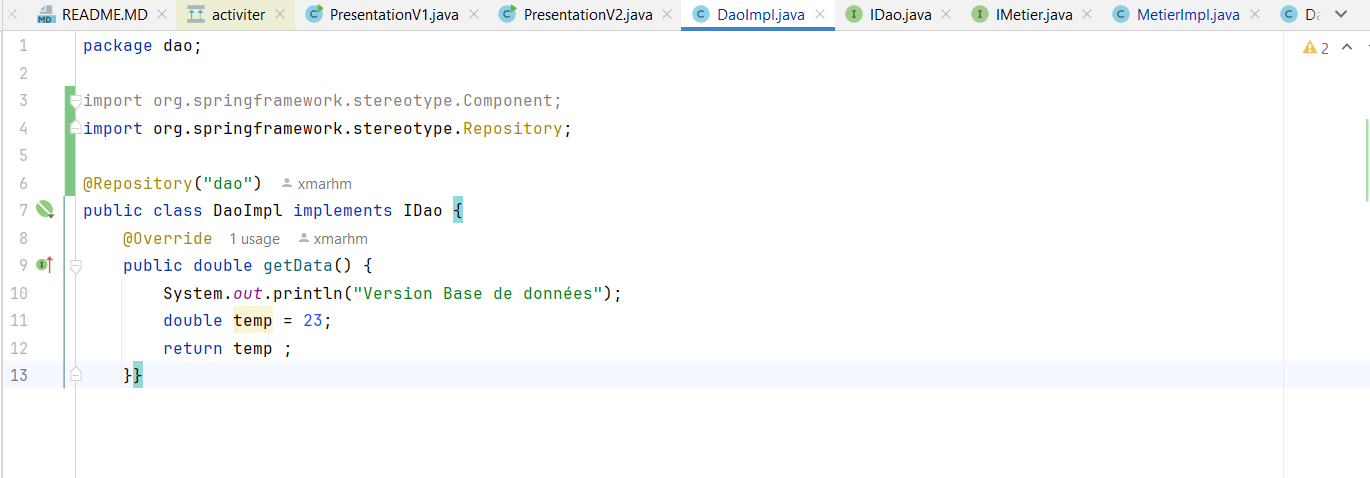 README.MD activiter PresentationV1.java PresentationV2.java DaoImpl.java IDao.java IMetier.java MetierImpl.java Da
1 package dao;
2
2
3 import org.springframework.stereotype.Component;
4 import org.springframework.stereotype.Repository;
5
6 @Repository("dao") xmarhm
7 public class DaoImpl implements IDao {
8 @Override 1 usage xmarhm
9 public double getData() {
10 System.out.println("Version Base de données");
11 double temp = 23;
12 return temp ;
13 }}